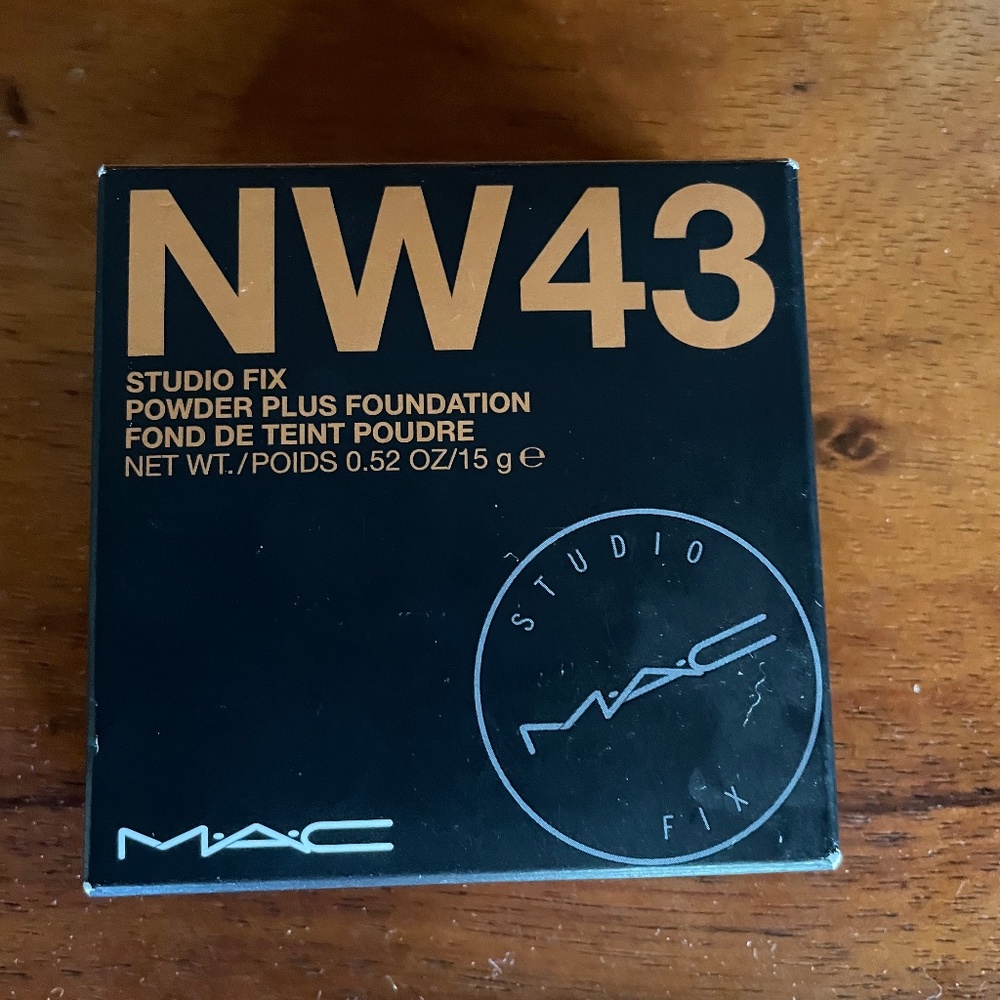 NW43
STUDIO FIX
POWDER PLUS FOUNDATION
FOND DE TEINT POUDRE
NET WT./POIDS 0.52 OZ/15 g ℮
STUDIO
M·A·C
FIX
M·A·C